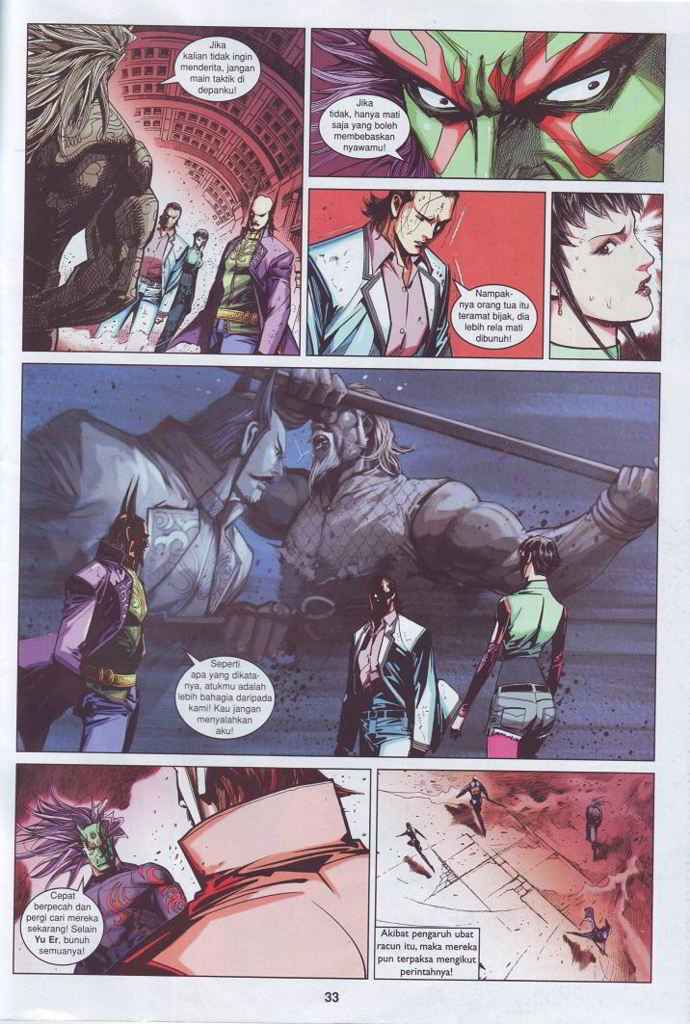 Jika
kalian tidak ingin
menderita, jangan
main taktik di
depanku!
Jika
tidak, hanya mati
saja yang boleh
membebaskan
nyawamu!
Nampak-
nya orang tua itu
teramat bijak, dia
lebih rela mati
dibunuh!
Seperti
apa yang dikata-
nya, atukmu adalah
lebih bahagia daripada
kami! Kau jangan
menyalahkan
aku!
Cepat
berpecah dan
pergi cari mereka
sekarang! Selain
Yu Er, bunuh
semuanya!
Akibat pengaruh ubat
racun itu, maka mereka
pun terpaksa mengikut
perintahnya!
33